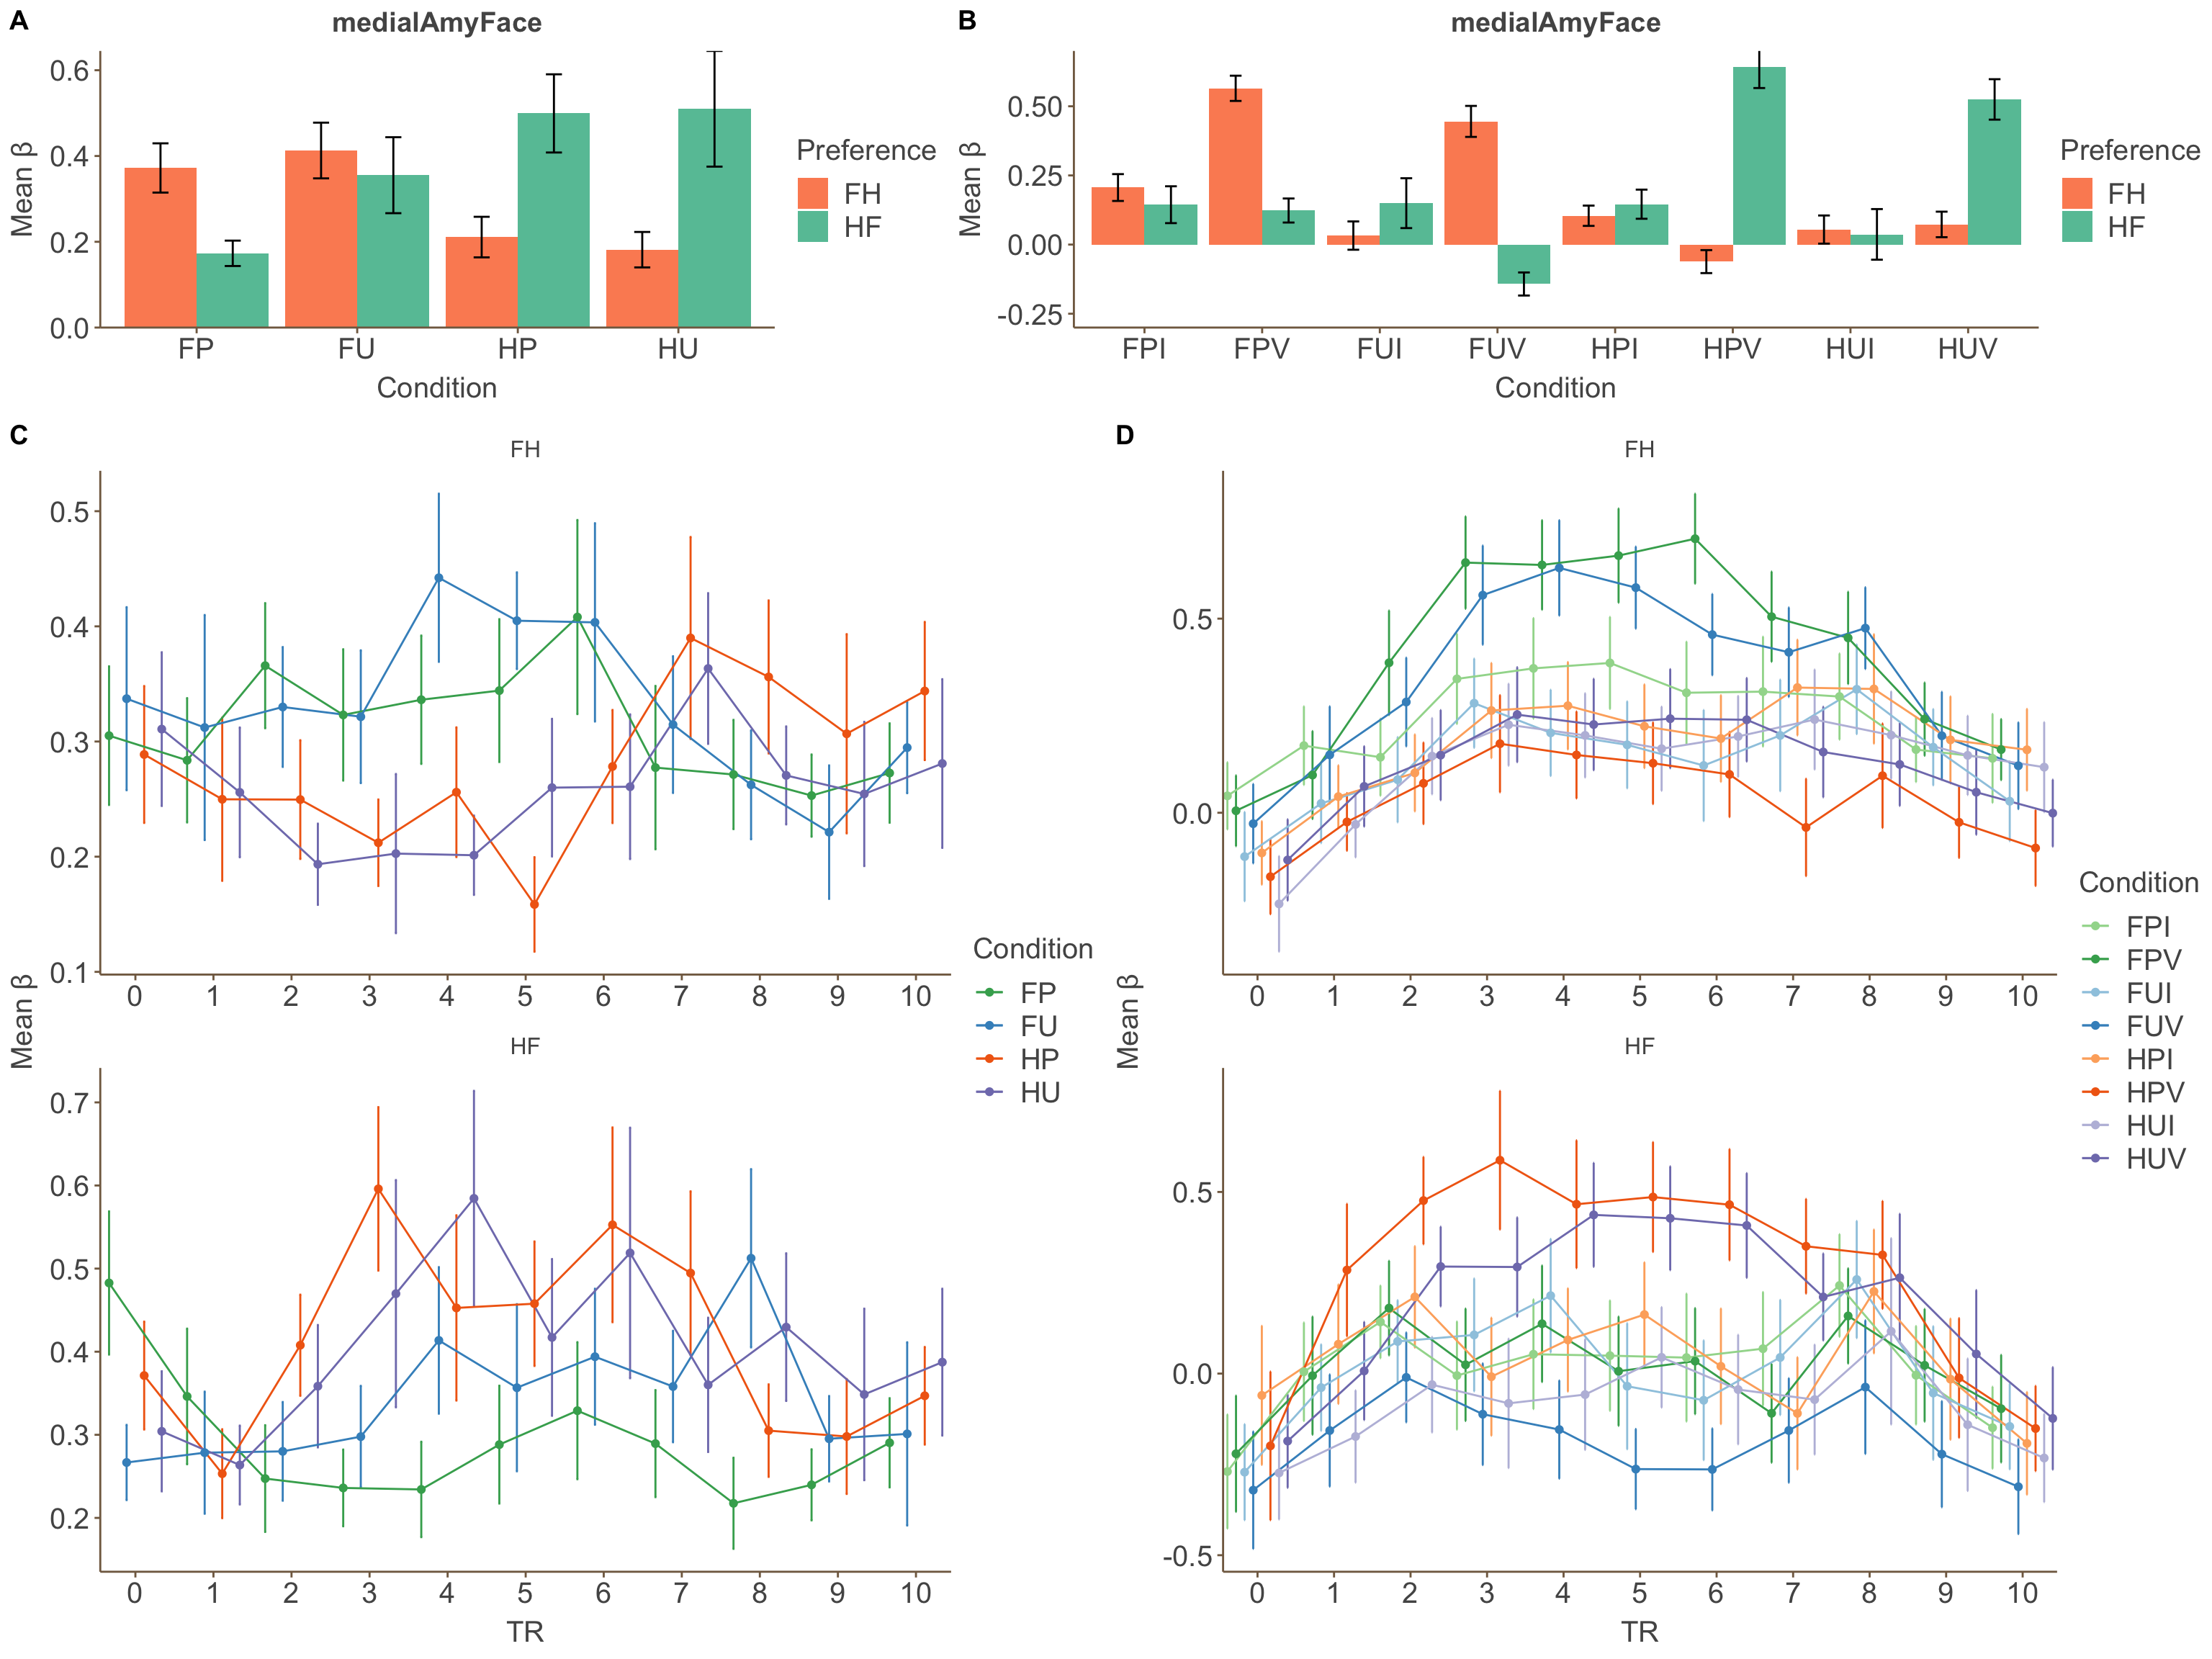 A
medialAmyFace
Mean β
0.6
0.4
0.2
0.0
FP FU HP HU
Condition
Preference
FH
HF
B
medialAmyFace
Mean β
0.50
0.25
0.00
-0.25
FPI FPV FUI FUV HPI HPV HUI HUV
Condition
Preference
FH
HF
C
FH
0.5
0.4
0.3
0.2
0.1
0 1 2 3 4 5 6 7 8 9 10
Mean β
HF
0.7
0.6
0.5
0.4
0.3
0.2
0 1 2 3 4 5 6 7 8 9 10
TR
Condition
FP
FU
HP
HU
D
FH
0.5
0.0
0 1 2 3 4 5 6 7 8 9 10
Mean β
HF
0.5
0.0
-0.5
0 1 2 3 4 5 6 7 8 9 10
TR
Condition
FPI
FPV
FUI
FUV
HPI
HPV
HUI
HUV